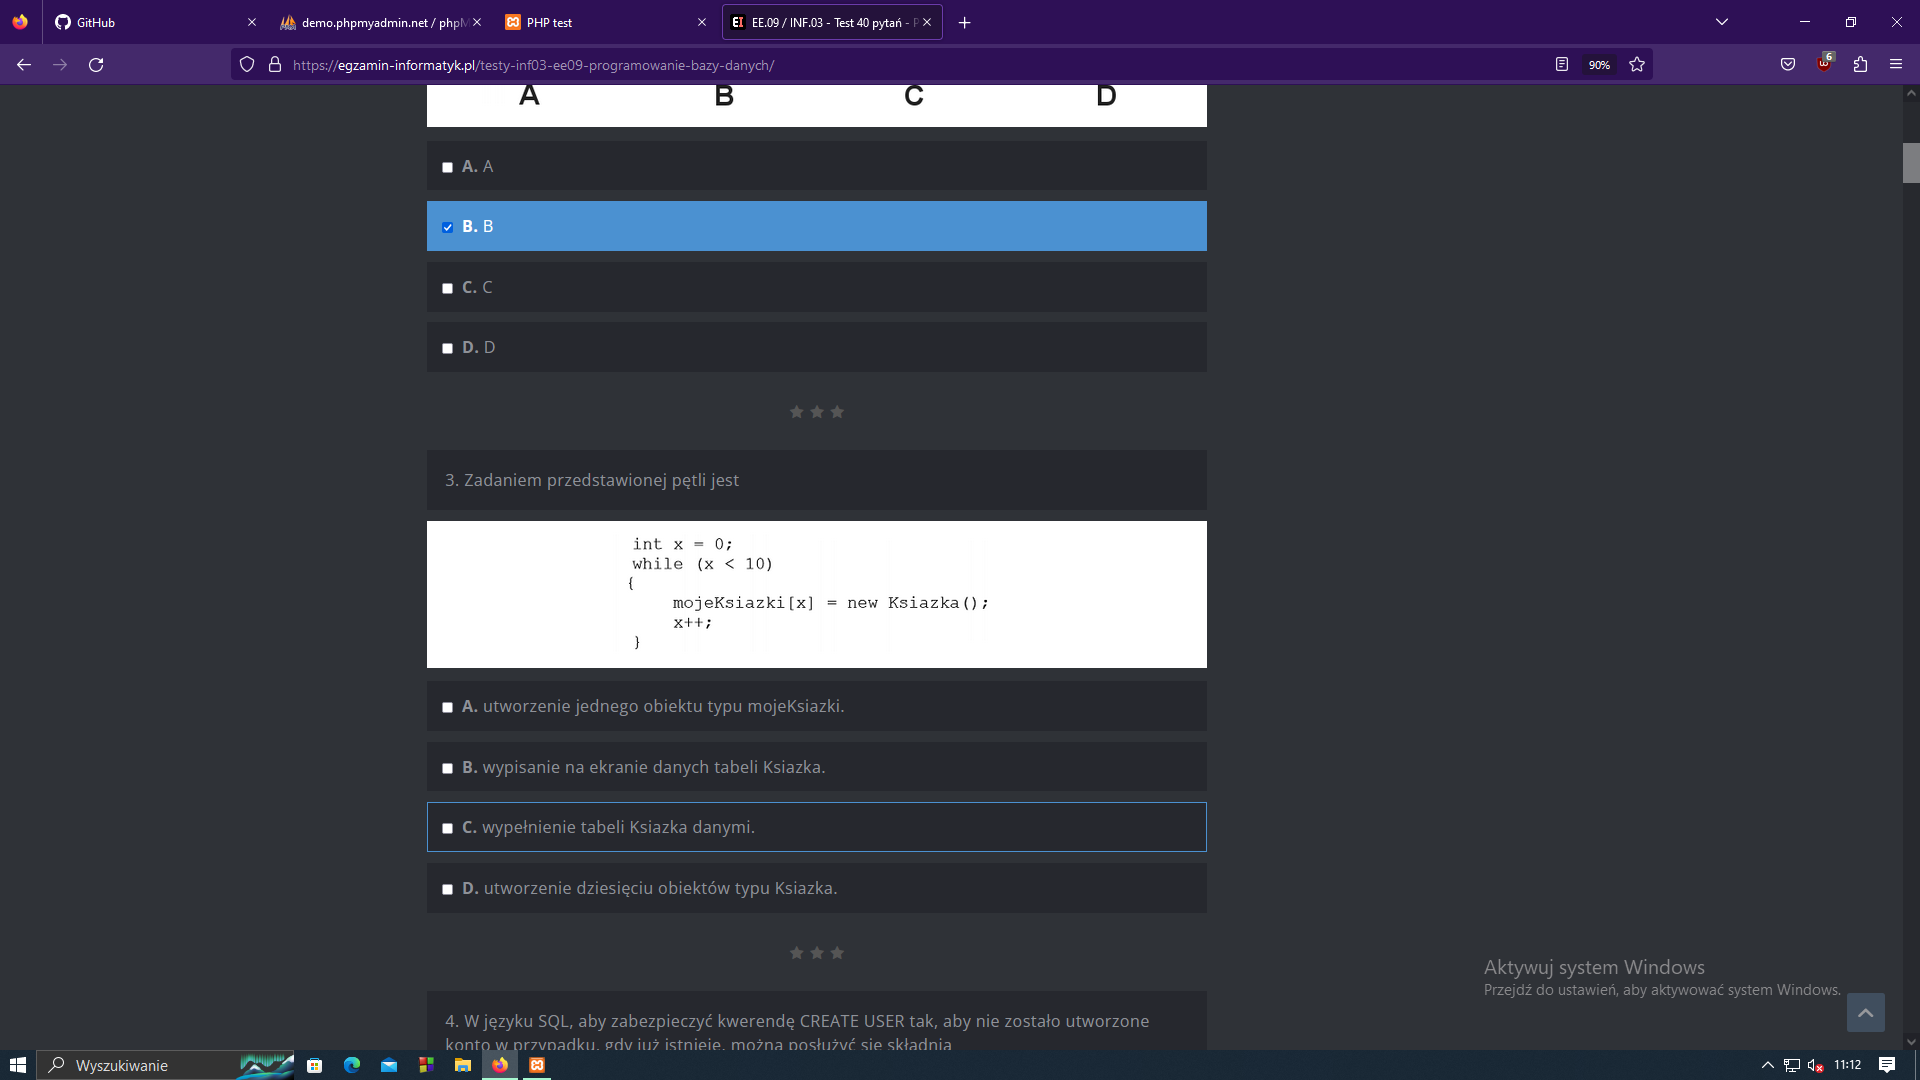 GitHub
demo.phpmyadmin.net / phpM
PHP test
EE.09 / INF.03 - Test 40 pytań - P
https://egzamin-informatyk.pl/testy-inf03-ee09-programowanie-bazy-danych/
90%
6
A B C D
A. A
B. B
C. C
D. D
3. Zadaniem przedstawionej pętli jest
int x = 0;
while (x < 10)
{
mojeKsiazki[x] = new Ksiazka();
x++;
}
A. utworzenie jednego obiektu typu mojeKsiazki.
B. wypisanie na ekranie danych tabeli Ksiazka.
C. wypełnienie tabeli Ksiazka danymi.
D. utworzenie dziesięciu obiektów typu Ksiazka.
Aktywuj system Windows
Przejdź do ustawień, aby aktywować system Windows.
4. W języku SQL, aby zabezpieczyć kwerendę CREATE USER tak, aby nie zostało utworzone
konto w przypadku, gdy już istnieje, można posłużyć się składnią
Wyszukiwanie
11:12